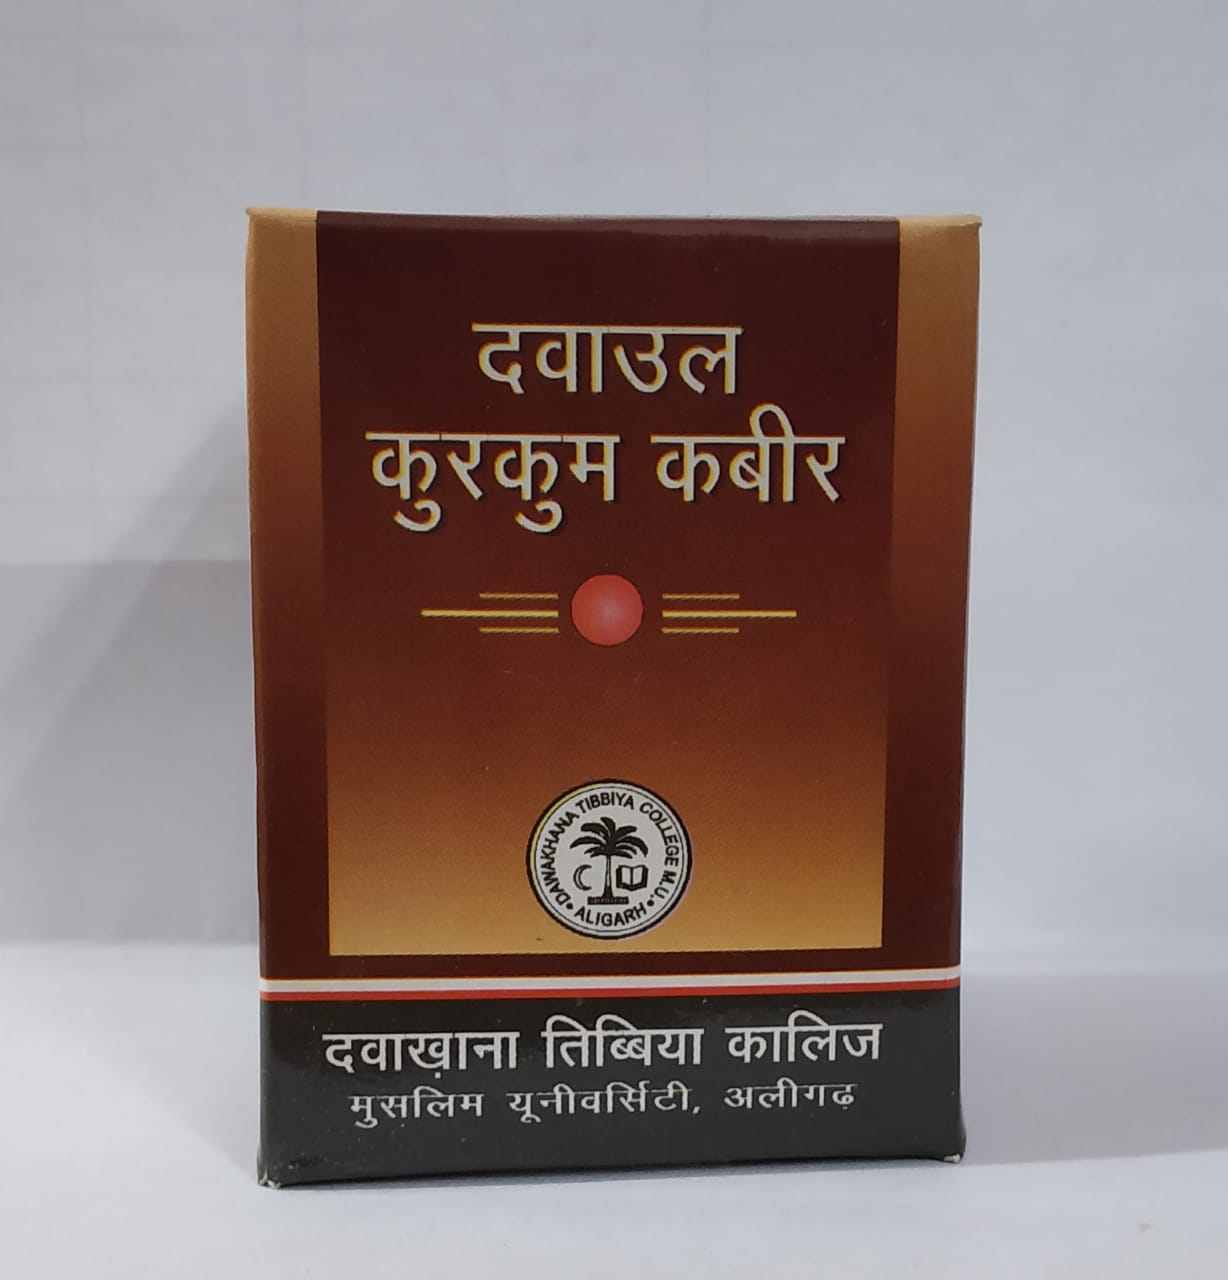 दवाउल
कुरकुम कबीर
DAWAKHANA TIBBIYA COLLEGE M.U.
ALIGARH
दवाख़ाना तिब्बिया कालिज
मुसलिम यूनीवर्सिटी, अलीगढ़